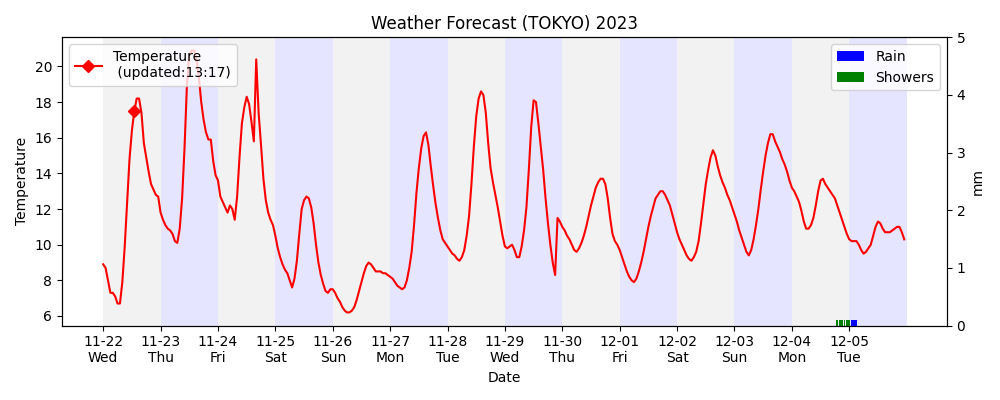 Weather Forecast (TOKYO) 2023
Temperature
(updated:13:17)
Rain
Showers
Temperature
20
18
16
14
12
10
8
6
5
4
3
2
1
0
mm
11-22 11-23 11-24 11-25 11-26 11-27 11-28 11-29 11-30 12-01 12-02 12-03 12-04 12-05
Wed Thu Fri Sat Sun Mon Tue Wed Thu Fri Sat Sun Mon Tue
Date